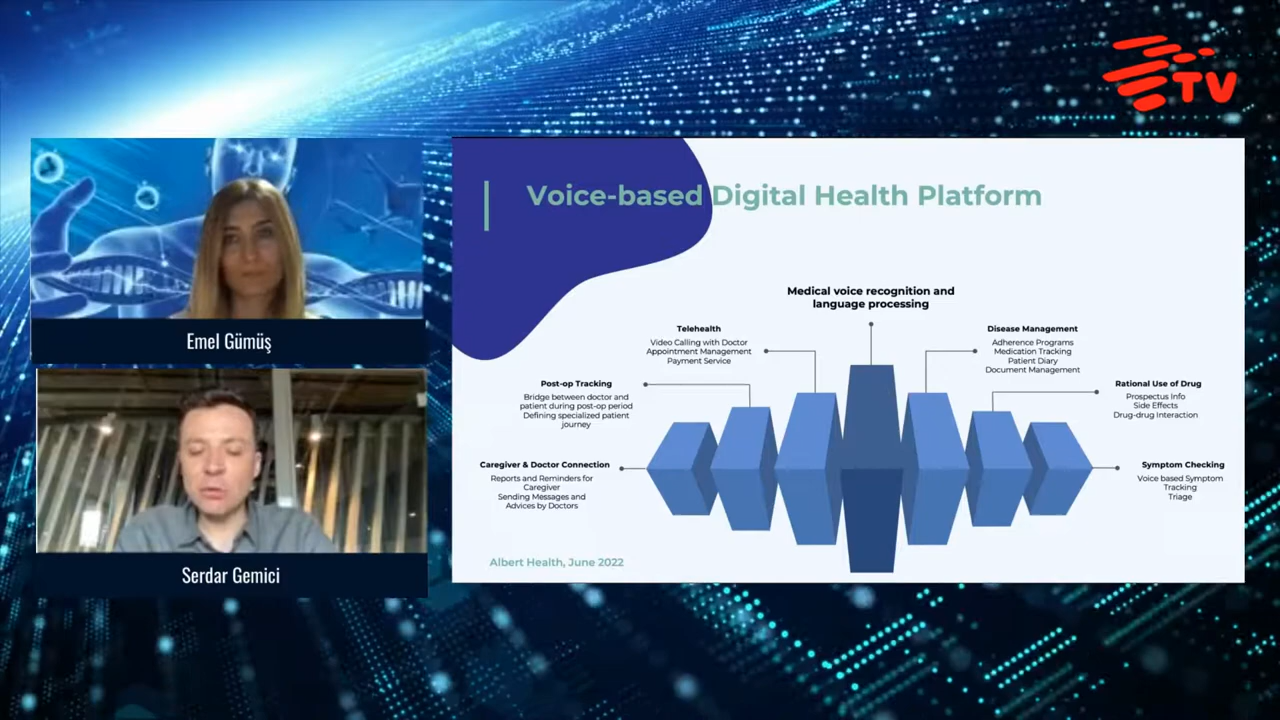 TV
Emel Gümüş
Serdar Gemici
Voice-based Digital Health Platform
Medical voice recognition and
language processing
Telehealth
Video Calling with Doctor
Appointment Management
Payment Service
Disease Management
Adherence Programs
Medication Tracking
Patient Diary
Document Management
Post-op Tracking
Bridge between doctor and
patient during post-op period
Defining specialized patient
journey
Rational Use of Drug
Prospectus Info
Side Effects
Drug-drug Interaction
Caregiver & Doctor Connection
Reports and Reminders for
Caregiver
Sending Messages and
Advices by Doctors
Symptom Checking
Voice based Symptom
Tracking
Triage
Albert Health, June 2022